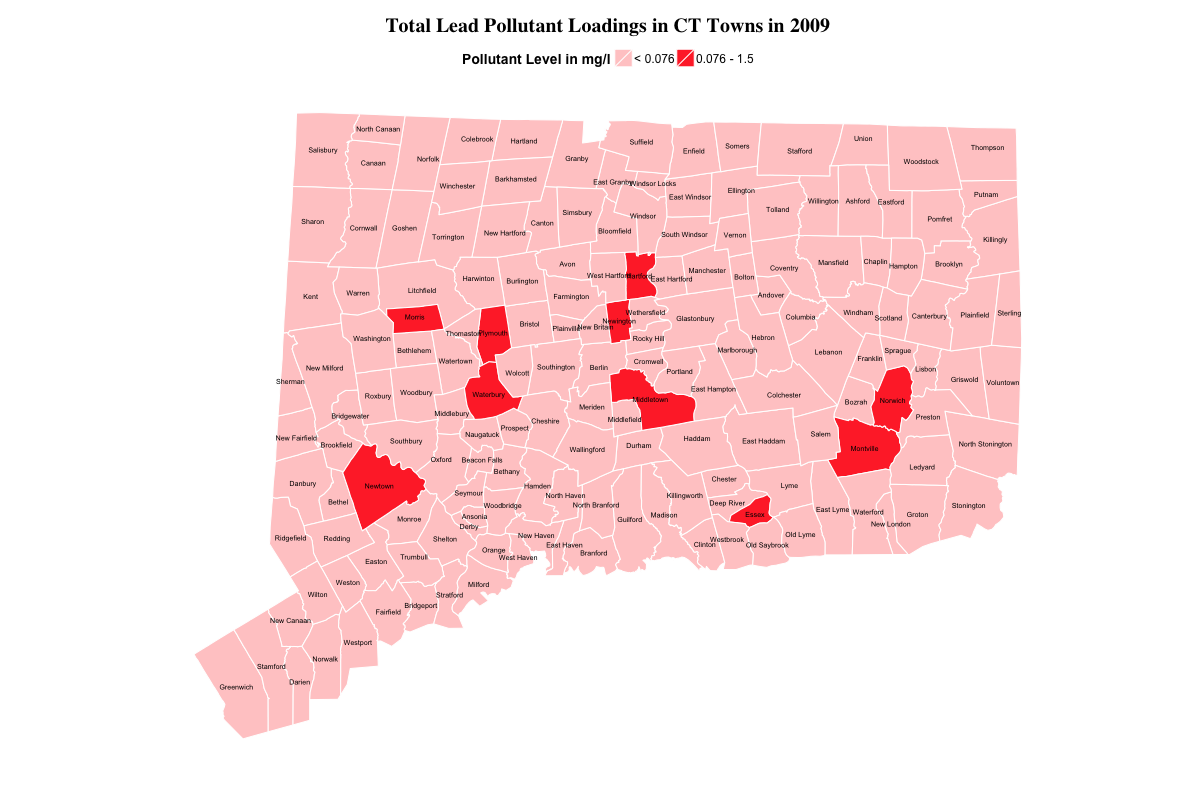 Total Lead Pollutant Loadings in CT Towns in 2009
Pollutant Level in mg/l < 0.076 0.076 - 1.5
North Canaan
Colebrook
Hartland
Suffield
Union
Salisbury
Canaan
Norfolk
Granby
Enfield
Somers
Stafford
Woodstock
Thompson
Winchester
Barkhamsted
East Granby
Windsor Locks
East Windsor
Ellington
Tolland
Willington
Ashford
Eastford
Putnam
Sharon
Cornwall
Goshen
Torrington
New Hartford
Canton
Simsbury
Bloomfield
Windsor
South Windsor
Vernon
Pomfret
Killingly
Kent
Warren
Litchfield
Harwinton
Burlington
Avon
West Hartford
Hartford
East Hartford
Manchester
Bolton
Coventry
Mansfield
Chaplin
Hampton
Brooklyn
Farmington
Andover
Morris
Washington
Bethlehem
Thomaston
Plymouth
Bristol
Plainville
New Britain
Newington
Wethersfield
Rocky Hill
Glastonbury
Hebron
Columbia
Windham
Scotland
Canterbury
Plainfield
Sterling
Marlborough
Lebanon
Franklin
Sprague
Lisbon
Griswold
Voluntown
Sherman
New Milford
Roxbury
Woodbury
Watertown
Waterbury
Wolcott
Southington
Berlin
Cromwell
Portland
East Hampton
Colchester
Bozrah
Norwich
Preston
Bridgewater
Middlebury
Naugatuck
Prospect
Cheshire
Meriden
Middletown
Middlefield
New Fairfield
Brookfield
Southbury
Oxford
Beacon Falls
Bethany
Wallingford
Durham
Haddam
East Haddam
Salem
Montville
Ledyard
North Stonington
Danbury
Bethel
Newtown
Seymour
Woodbridge
Hamden
North Haven
North Branford
Killingworth
Chester
Deep River
Essex
Lyme
East Lyme
Waterford
New London
Groton
Stonington
Monroe
Ansonia
Derby
Guilford
Madison
Ridgefield
Redding
Shelton
Orange
New Haven
West Haven
East Haven
Branford
Clinton
Westbrook
Old Saybrook
Old Lyme
Easton
Trumbull
Weston
Wilton
Milford
Stratford
Bridgeport
Fairfield
New Canaan
Westport
Norwalk
Stamford
Darien
Greenwich